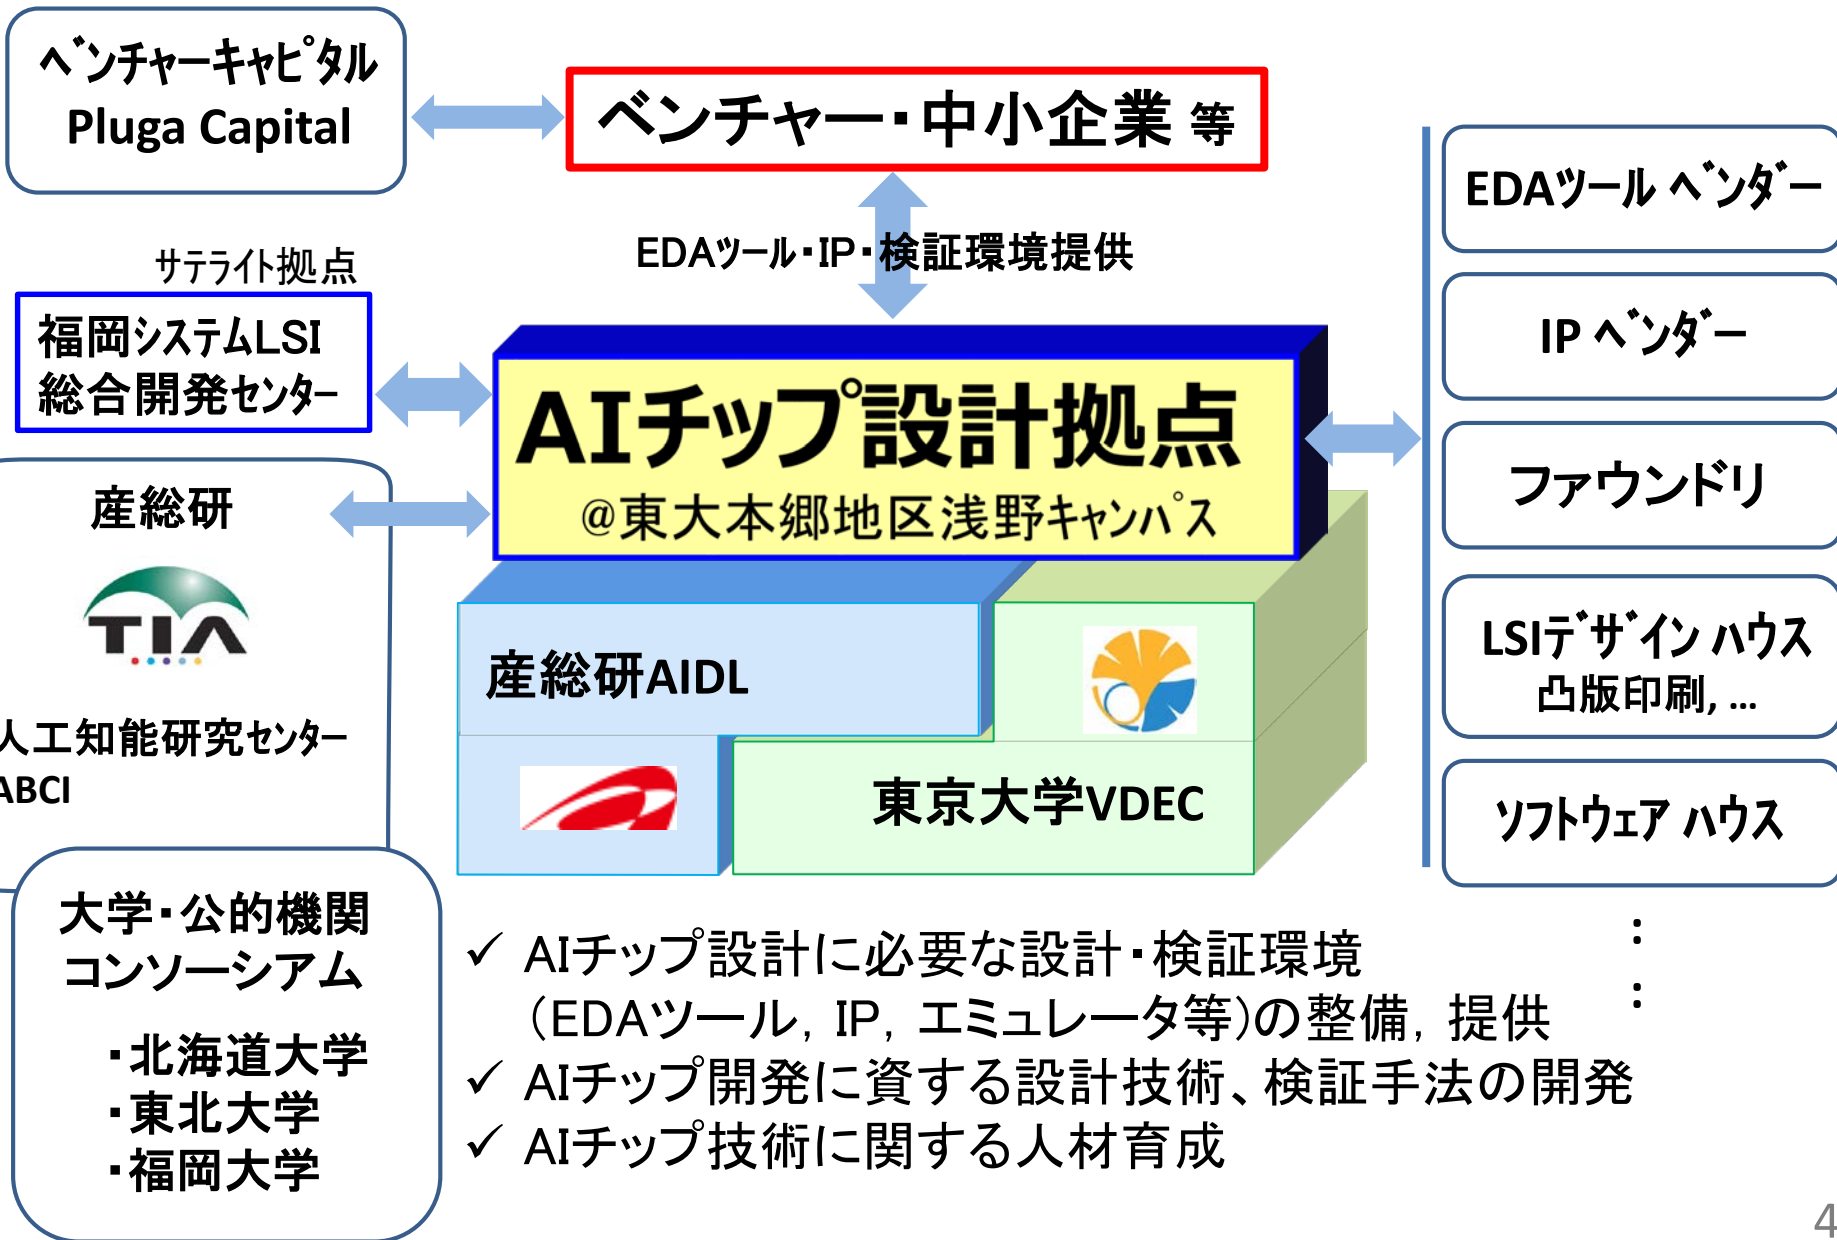 ベンチャーキャピタル
Pluga Capital
ベンチャー・中小企業 等
EDAツール・IP・検証環境提供
サテライト拠点
福岡システムLSI
総合開発センター
産総研
TIA
人工知能研究センター
ABCI
大学・公的機関
コンソーシアム
・北海道大学
・東北大学
・福岡大学
AIチップ設計拠点
@東大本郷地区浅野キャンパス
産総研AIDL
東京大学VDEC
EDAツール ベンダー
IP ベンダー
ファウンドリ
LSIデザイン ハウス
凸版印刷, ...
ソフトウェア ハウス
:
:
✓ AIチップ設計に必要な設計・検証環境
（EDAツール, IP, エミュレータ等）の整備, 提供
✓ AIチップ開発に資する設計技術、検証手法の開発
✓ AIチップ技術に関する人材育成
4